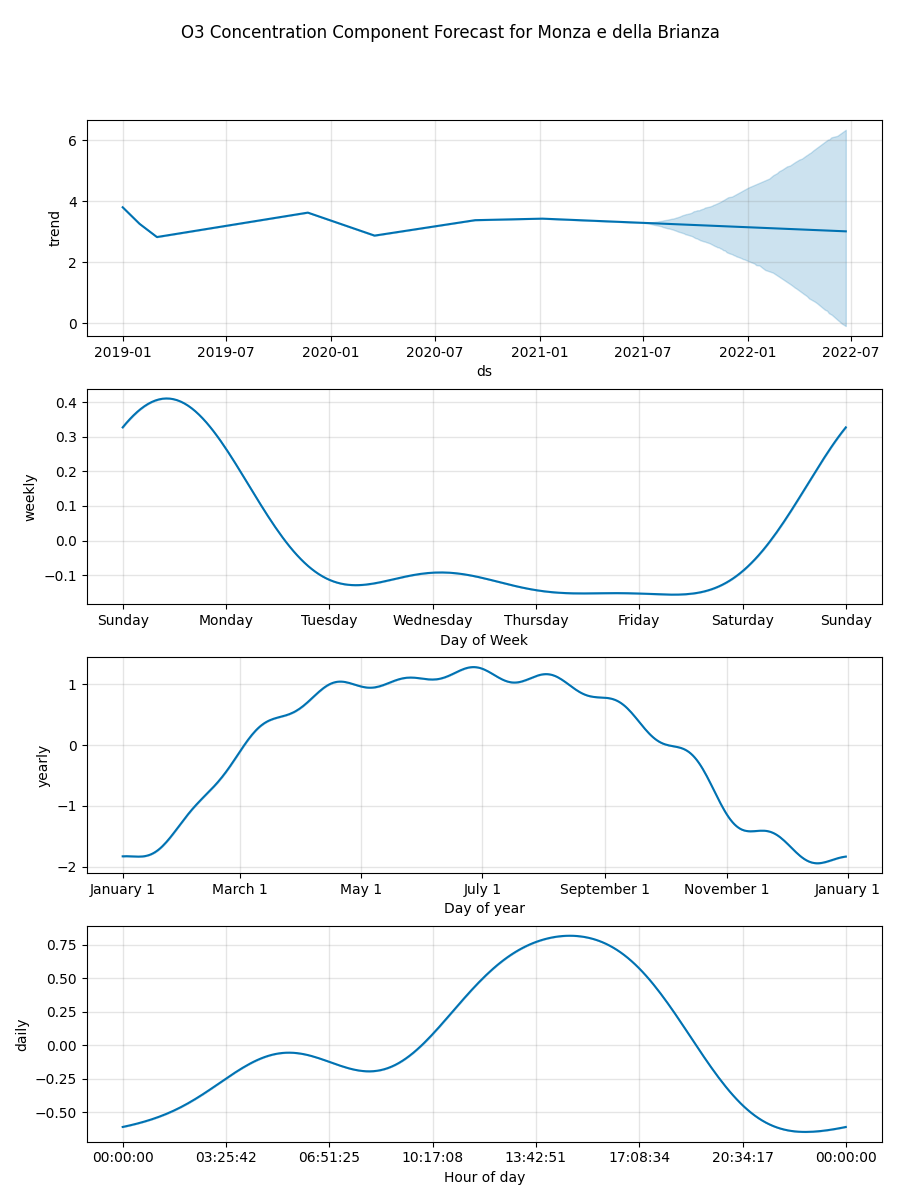 O3 Concentration Component Forecast for Monza e della Brianza
6
4
2
0
trend
2019-01 2019-07 2020-01 2020-07 2021-01 2021-07 2022-01 2022-07
ds
0.4
0.3
0.2
0.1
0.0
−0.1
weekly
Sunday Monday Tuesday Wednesday Thursday Friday Saturday Sunday
Day of Week
1
0
−1
−2
yearly
January 1 March 1 May 1 July 1 September 1 November 1 January 1
Day of year
0.75
0.50
0.25
0.00
−0.25
−0.50
daily
00:00:00 03:25:42 06:51:25 10:17:08 13:42:51 17:08:34 20:34:17 00:00:00
Hour of day